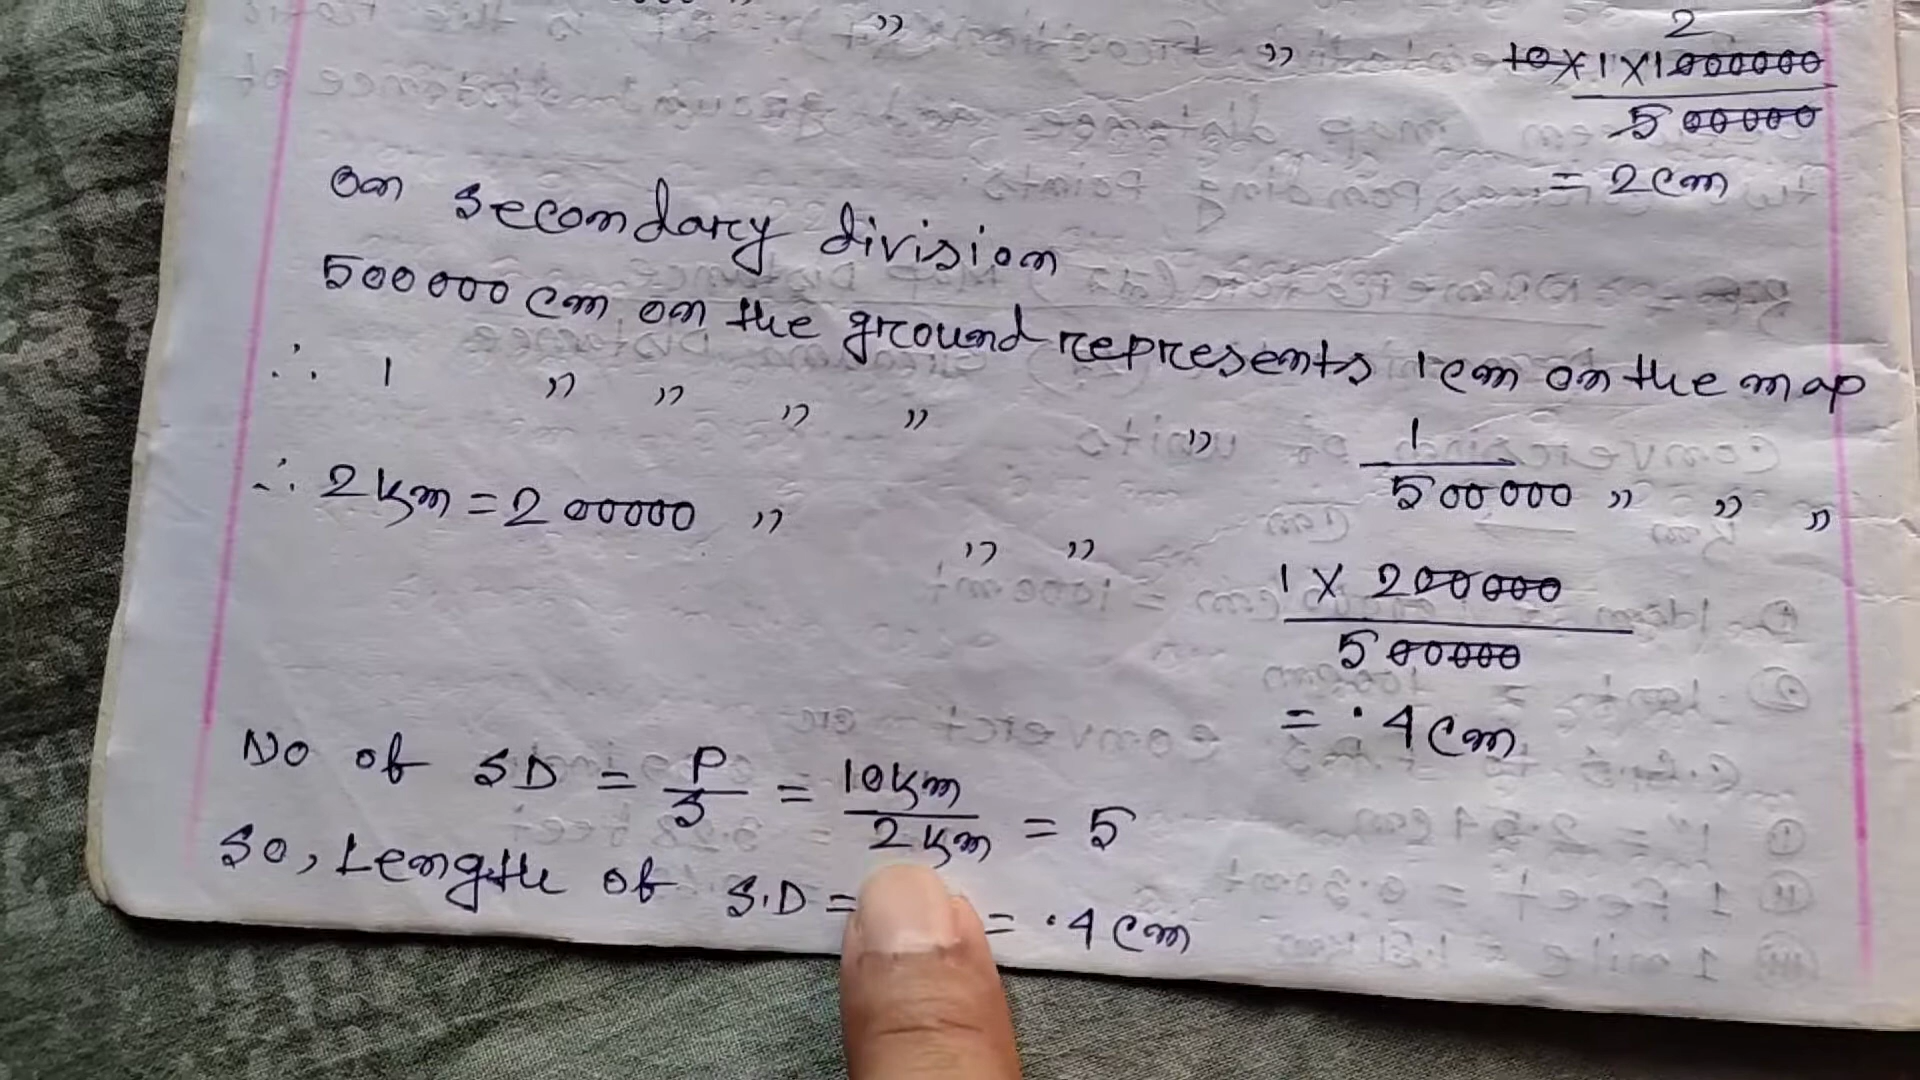 " "
2
10×1×1000000
500000
= 2cm
on secondary division
500000 cm on the ground represents 1cm on the map
∴ 1 " " " " " 1/500000 " " "
∴ 2km = 200000 " " " 1 × 200000/500000
= .4cm
No of SD = P/S = 10km/2km = 5
So, Length of S.D = = .4cm